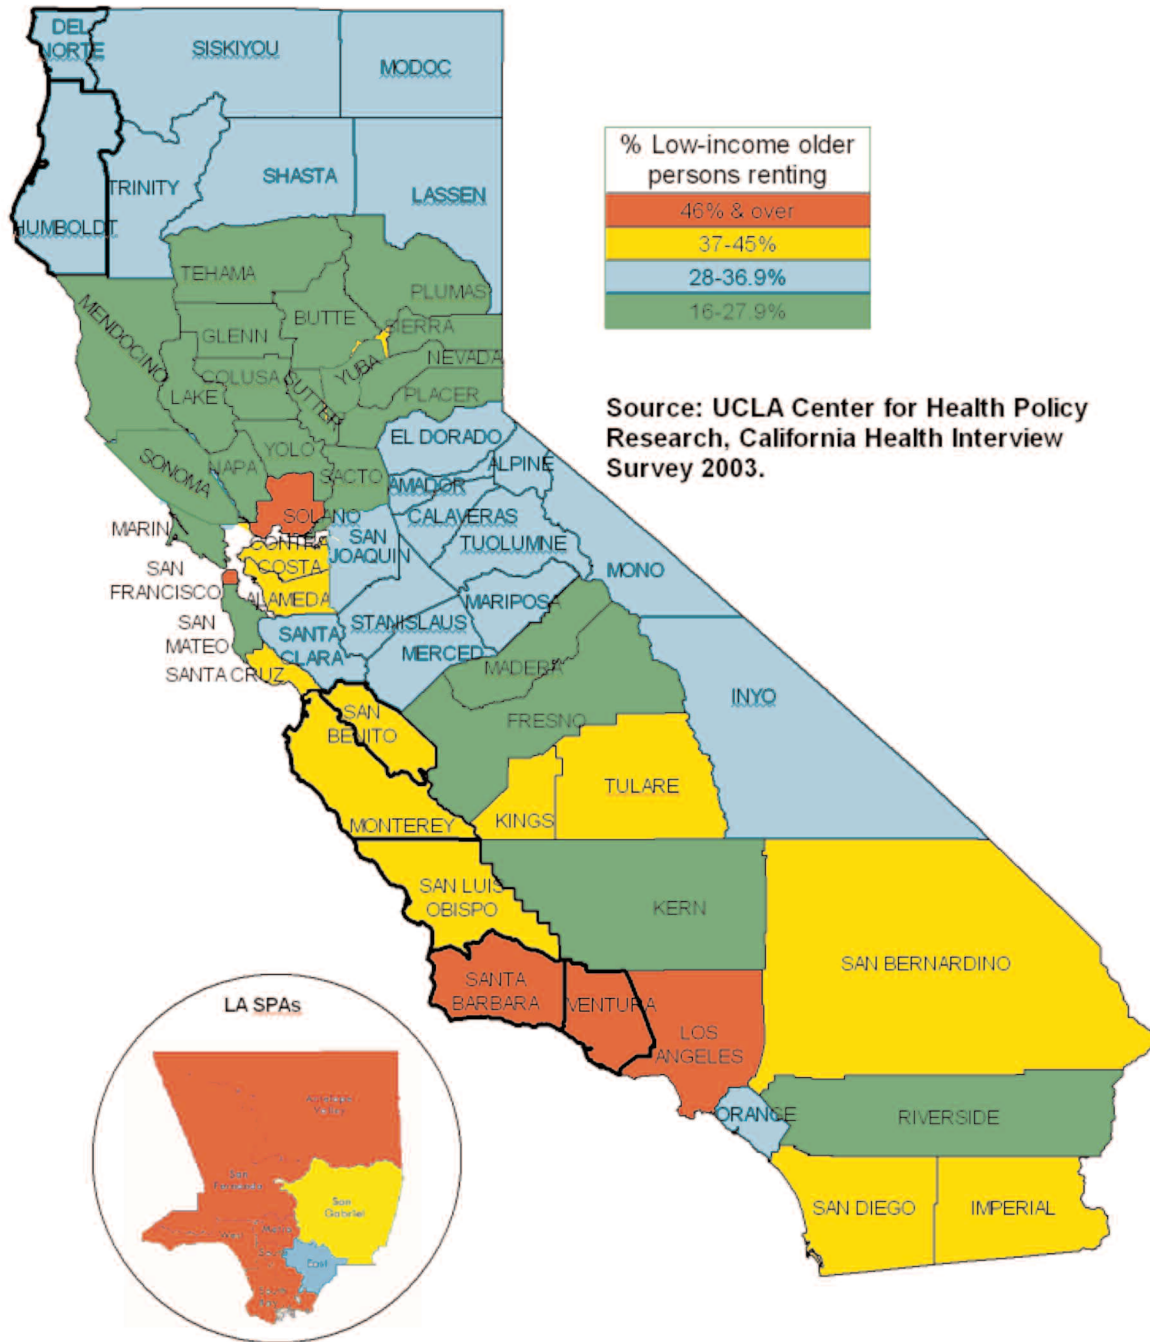 DEL
NORTE
SISKIYOU
MODOC
TRINITY
SHASTA
LASSEN
HUMBOLDT
% Low-income older
persons renting
46% & over
37-45%
28-36.9%
16-27.9%
TEHAMA
PLUMAS
MENDOCINO
GLENN
BUTTE
SIERRA
COLUSA
LAKE
SUTTER
YUBA
NEVADA
PLACER
Source: UCLA Center for Health Policy
Research, California Health Interview
Survey 2003.
SONOMA
NAPA
YOLO
SACTO
EL DORADO
ALPINE
AMADOR
SOLANO
CALAVERAS
MARIN
CONTRA
COSTA
SAN
JOAQUIN
TUOLUMNE
MONO
SAN
FRANCISCO
ALAMEDA
MARIPOSA
SAN
MATEO
SANTA
CLARA
STANISLAUS
MERCED
SANTA CRUZ
MADERA
INYO
SAN
BENITO
FRESNO
TULARE
KINGS
MONTEREY
SAN LUIS
OBISPO
KERN
SAN BERNARDINO
SANTA
BARBARA
VENTURA
LOS
ANGELES
ORANGE
RIVERSIDE
SAN DIEGO
IMPERIAL
LA SPAs
San
Gabriel
East